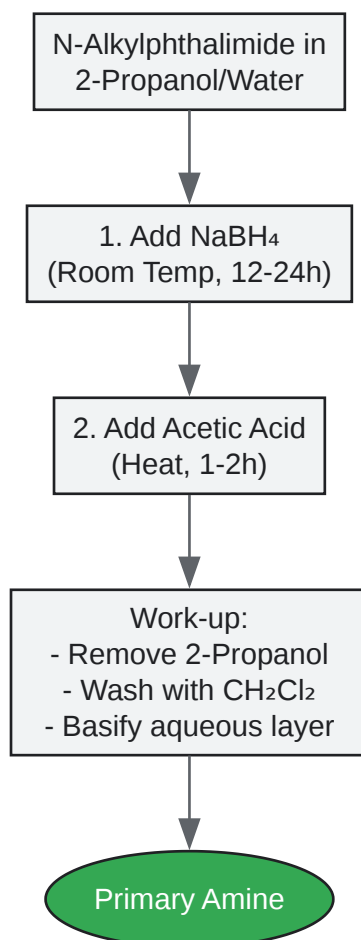 N-Alkylphthalimide in
2-Propanol/Water
1. Add NaBH₄
(Room Temp, 12-24h)
2. Add Acetic Acid
(Heat, 1-2h)
Work-up:
- Remove 2-Propanol
- Wash with CH₂Cl₂
- Basify aqueous layer
Primary Amine